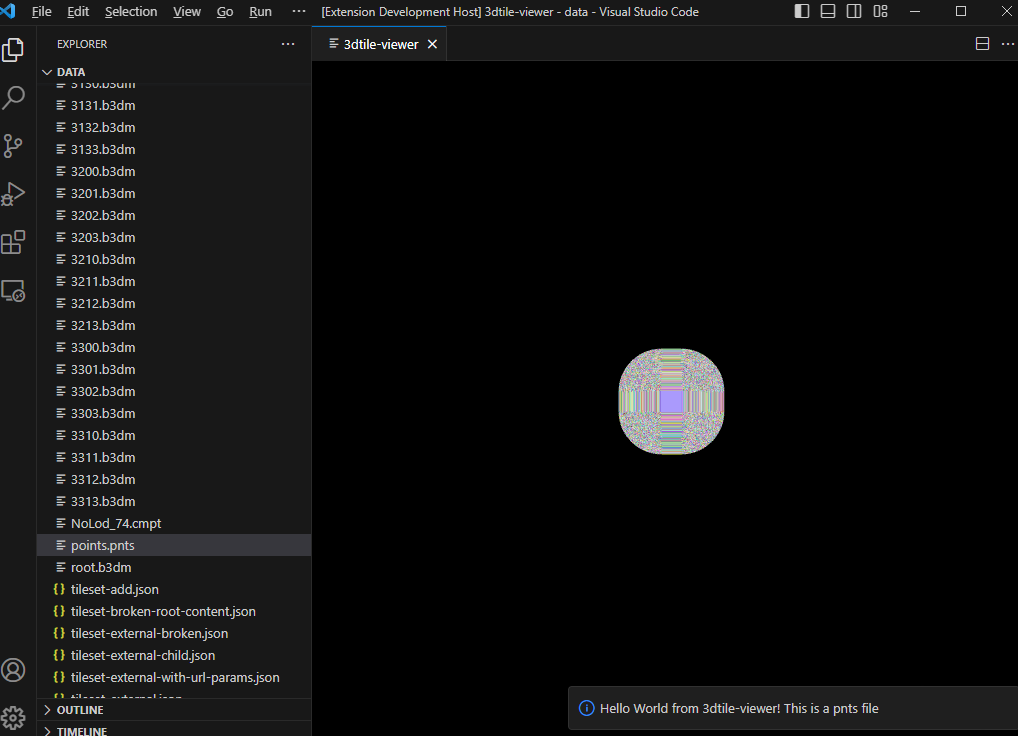 File Edit Selection View Go Run ··· [Extension Development Host] 3dtile-viewer - data - Visual Studio Code
EXPLORER ···
3dtile-viewer
DATA
3130.b3dm
3131.b3dm
3132.b3dm
3133.b3dm
3200.b3dm
3201.b3dm
3202.b3dm
3203.b3dm
3210.b3dm
3211.b3dm
3212.b3dm
3213.b3dm
3300.b3dm
3301.b3dm
3302.b3dm
3303.b3dm
3310.b3dm
3311.b3dm
3312.b3dm
3313.b3dm
NoLod_74.cmpt
points.pnts
root.b3dm
{} tileset-add.json
{} tileset-broken-root-content.json
{} tileset-external-broken.json
{} tileset-external-child.json
{} tileset-external-with-url-params.json
{} tileset-external.json
OUTLINE
TIMELINE
Hello World from 3dtile-viewer! This is a pnts file